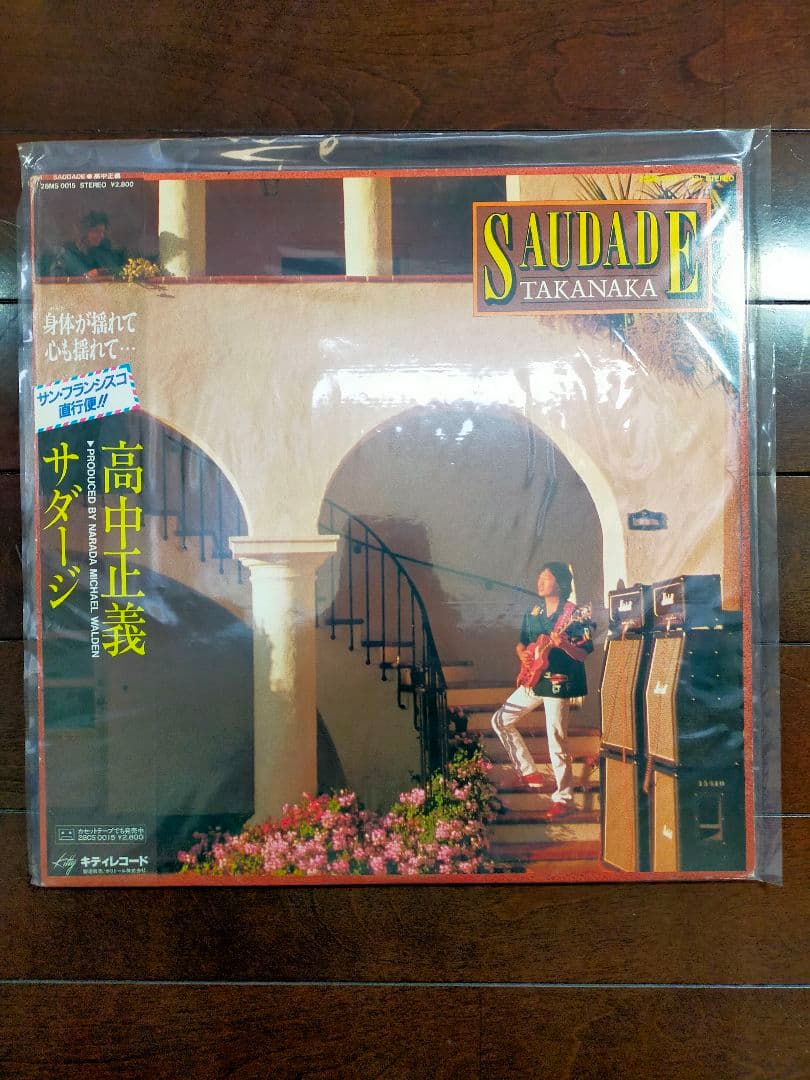 SAUDADE●高中正義
28MS 0015 STEREO ¥2,800
STEREO
SAUDADE
TAKANAKA
身体が揺れて
心も揺れて…
サン・フランシスコ
直行便!!
高中正義
▼PRODUCED BY NARADA MICHAEL WALDEN
サダージ
カセットテープでも発売中
28CS 0015 ¥2,800
Kitty キティレコード